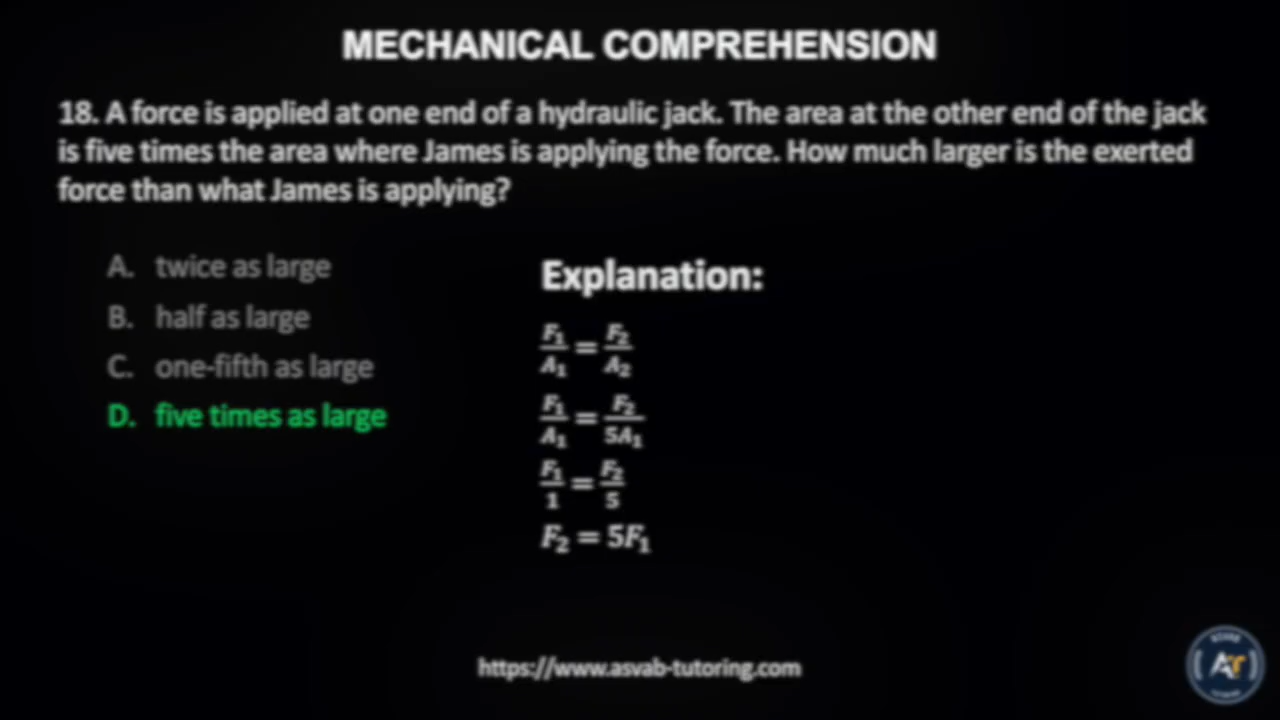 MECHANICAL COMPREHENSION
18. A force is applied at one end of a hydraulic jack. The area at the other end of the jack
is five times the area where James is applying the force. How much larger is the exerted
force than what James is applying?
A. twice as large
B. half as large
C. one-fifth as large
D. five times as large
Explanation:
F₁/A₁ = F₂/A₂
F₁/A₁ = F₂/5A₁
F₁/1 = F₂/5
F₂ = 5F₁
https://www.asvab-tutoring.com